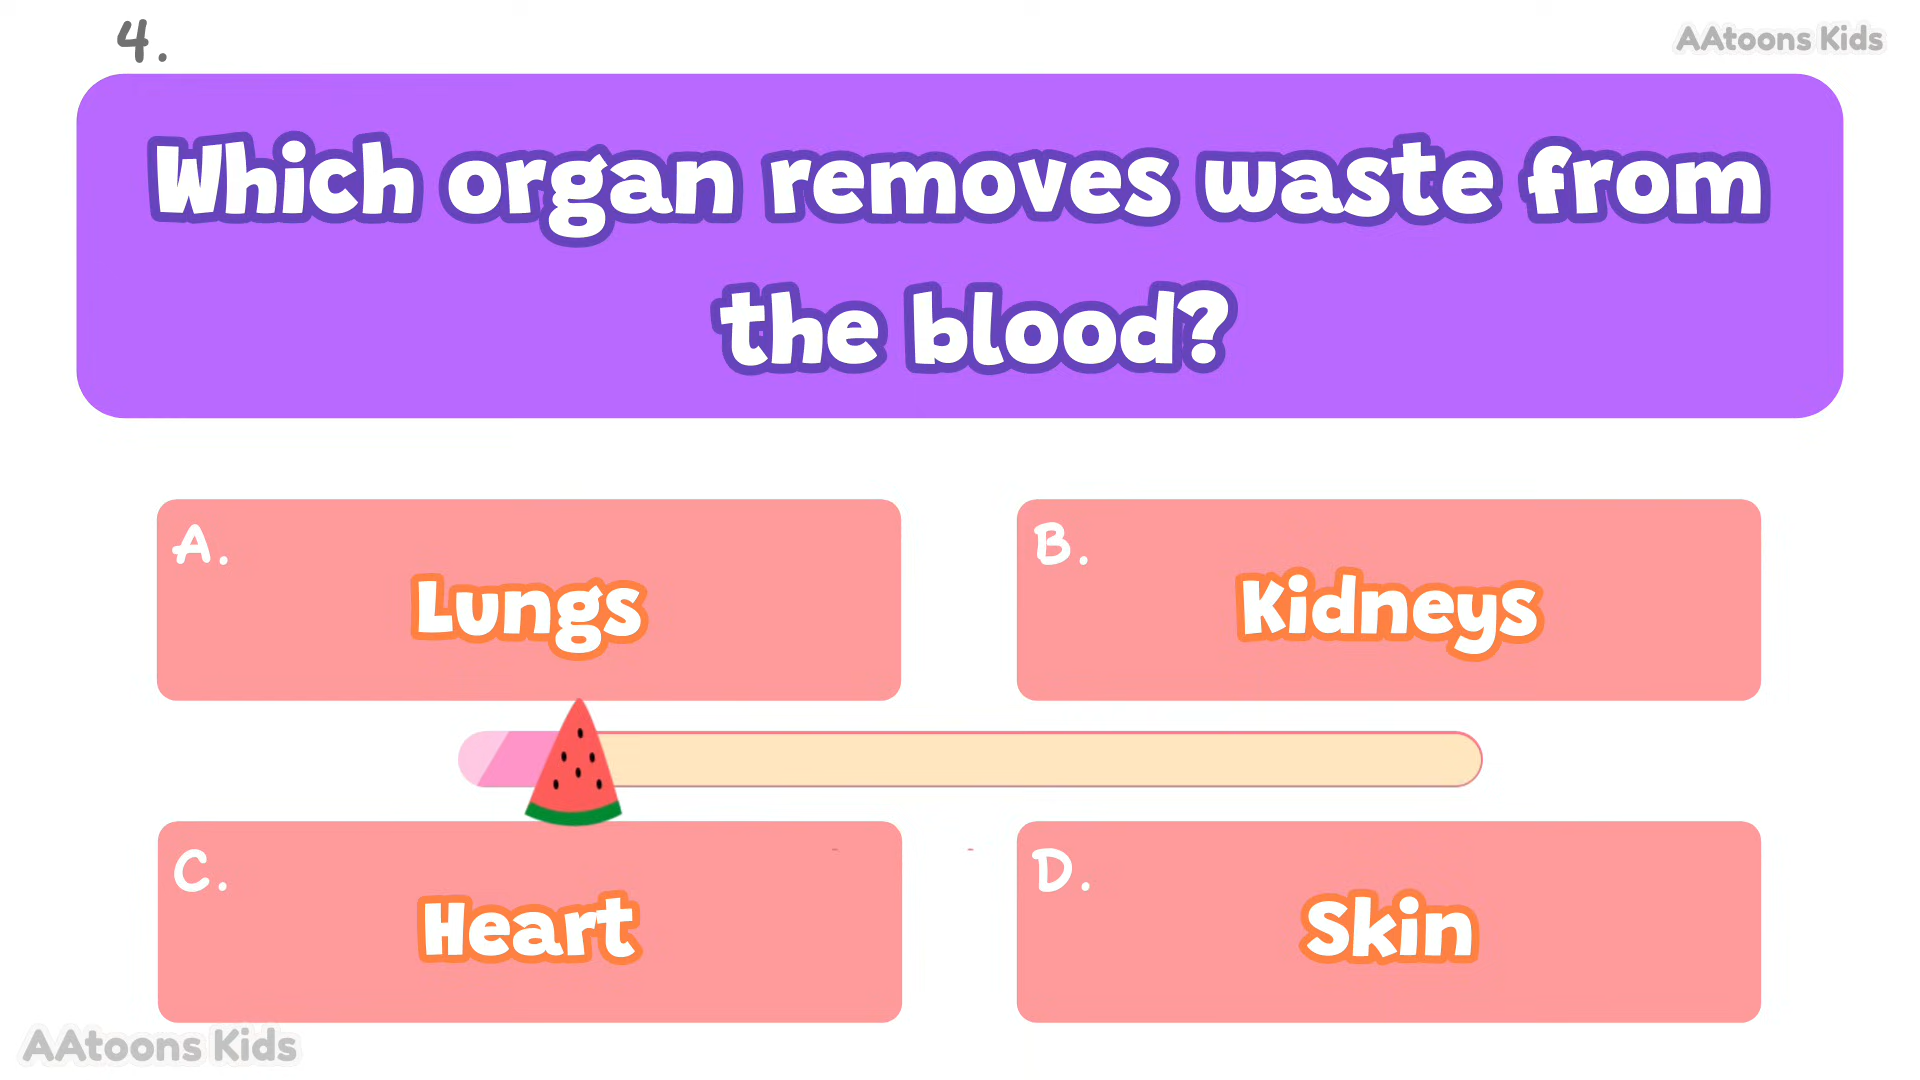 4.
AAtoons Kids
Which organ removes waste from
the blood?
A.
Lungs
B.
Kidneys
C.
Heart
D.
Skin
AAtoons Kids